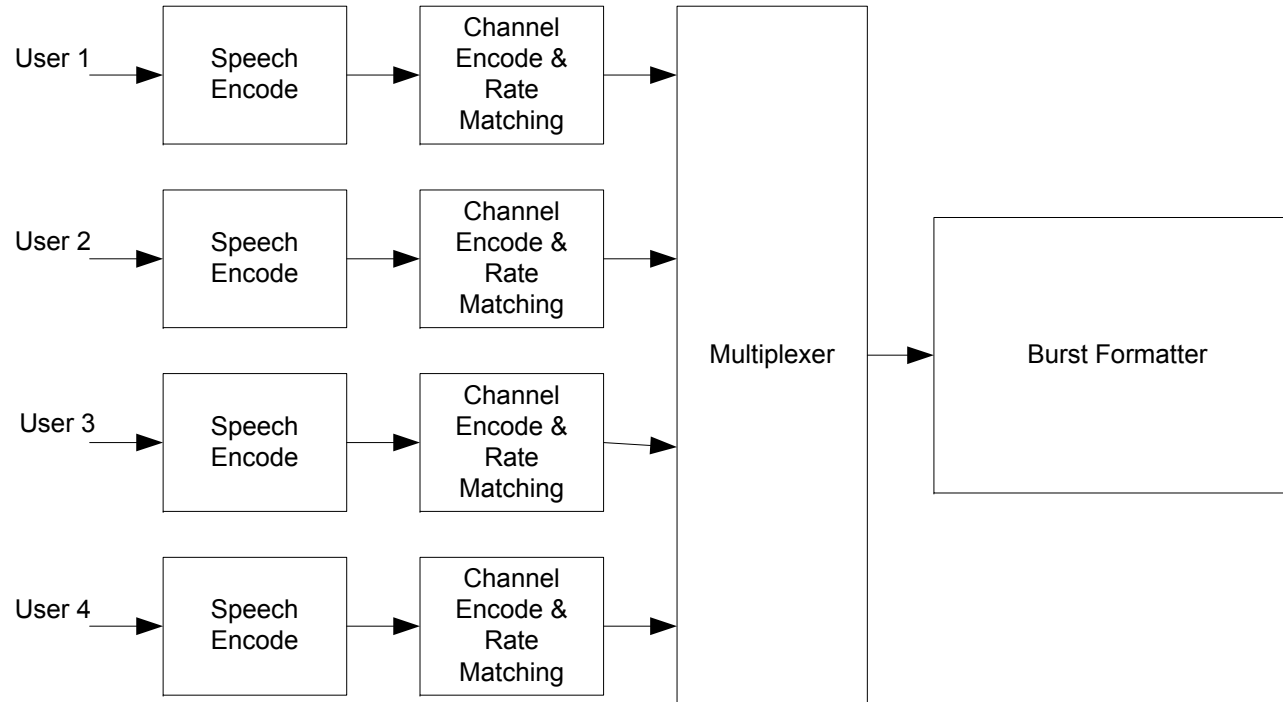 User 1
Speech
Encode
Channel
Encode &
Rate
Matching
User 2
Speech
Encode
Channel
Encode &
Rate
Matching
Multiplexer
Burst Formatter
User 3
Speech
Encode
Channel
Encode &
Rate
Matching
User 4
Speech
Encode
Channel
Encode &
Rate
Matching